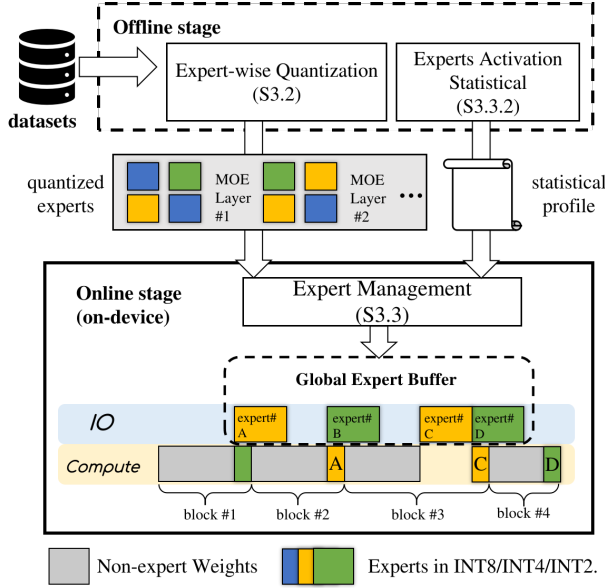 Offline stage
datasets
Expert-wise Quantization
(S3.2)
Experts Activation
Statistical
(S3.3.2)
quantized
experts
MOE
Layer
#1
MOE
Layer
#2
...
statistical
profile
Online stage
(on-device)
Expert Management
(S3.3)
Global Expert Buffer
IO
expert#
A
expert#
B
expert#
C
expert#
D
Compute
A
C
D
block #1
block #2
block #3
block #4
Non-expert Weights
Experts in INT8/INT4/INT2.